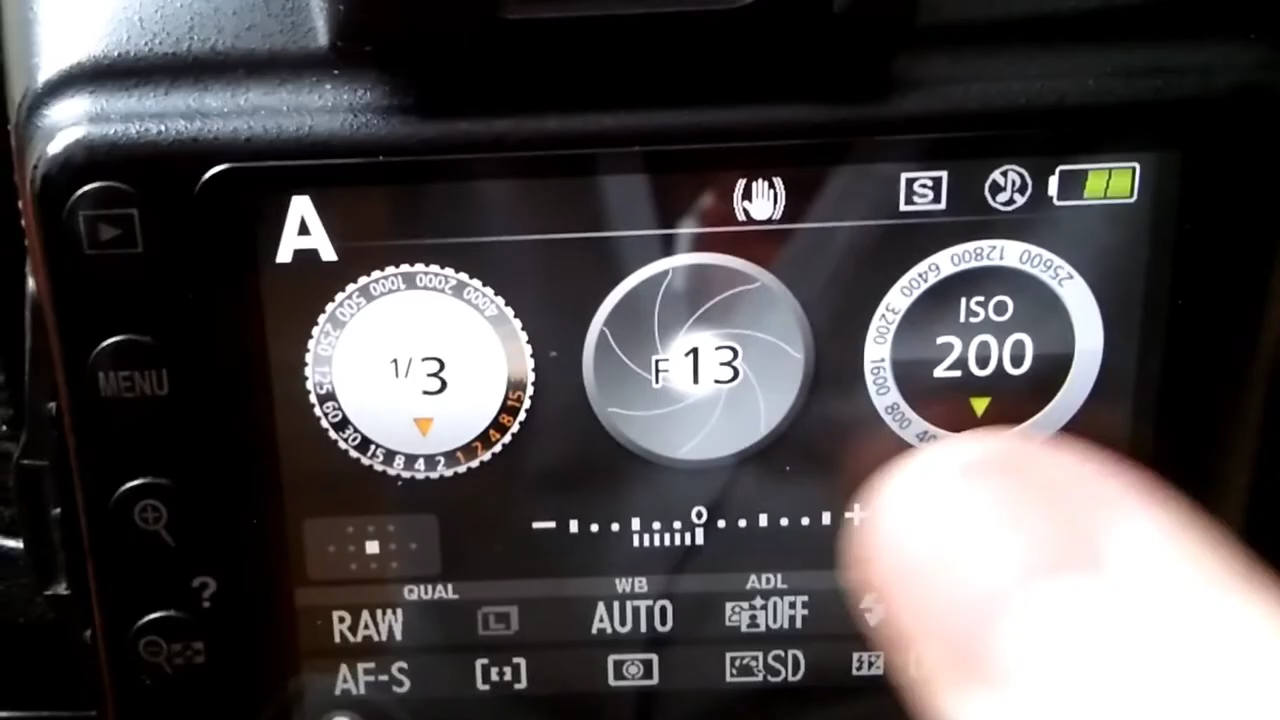 A S
4000 2000 1000 500 250 125 60 30 15 8 4 2 1 2 4 8 15
1/3
F13
25600 12800 6400 3200 1600 800
ISO
200
MENU
- 0 +
?
QUAL WB ADL
RAW L AUTO OFF
AF-S SD